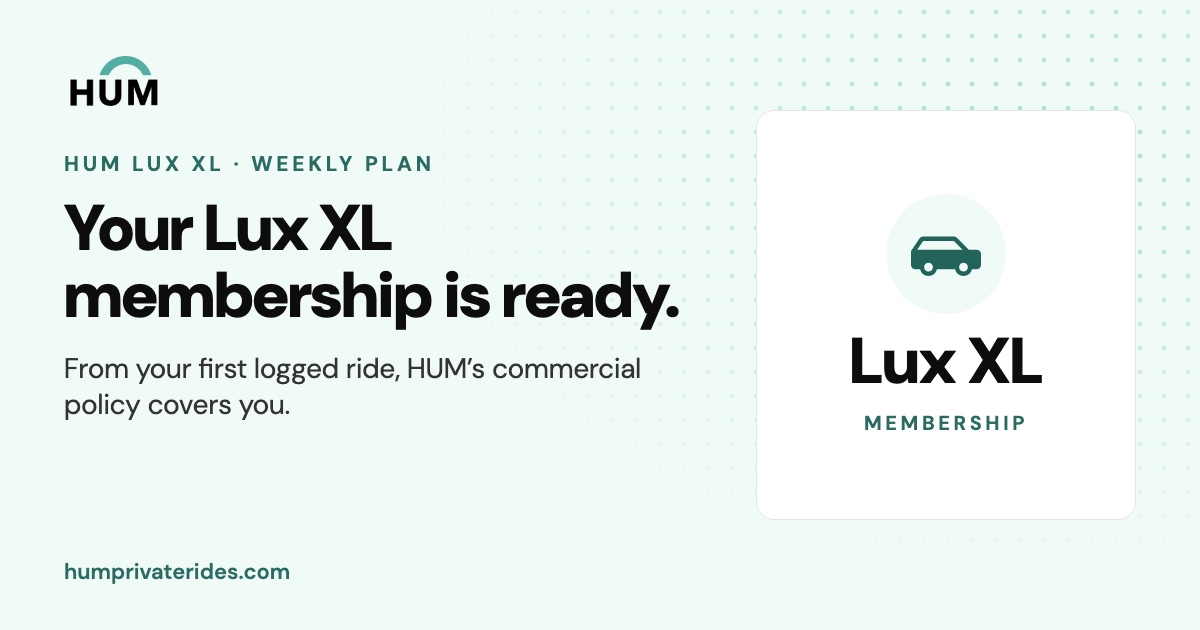 HUM
HUM LUX XL · WEEKLY PLAN
Your Lux XL
membership is ready.
From your first logged ride, HUM’s commercial
policy covers you.
humprivaterides.com
Lux XL
MEMBERSHIP